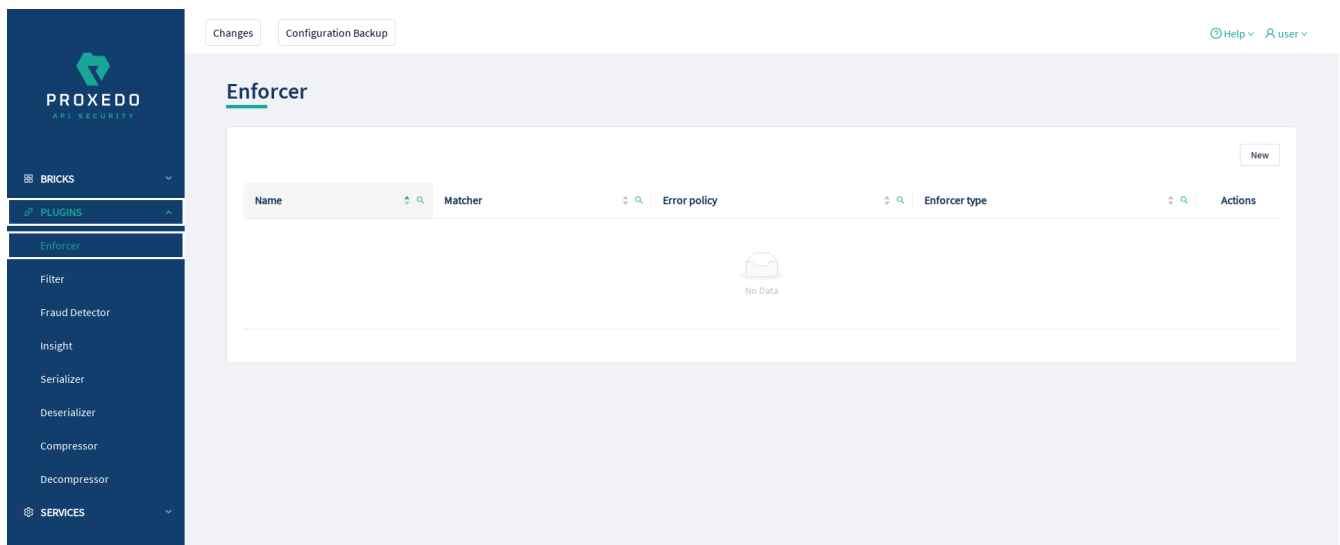 Changes
Configuration Backup
Help
user
PROXEDO
API SECURITY
BRICKS
PLUGINS
Enforcer
Filter
Fraud Detector
Insight
Serializer
Deserializer
Compressor
Decompressor
SERVICES
Enforcer
New
Name
Matcher
Error policy
Enforcer type
Actions
No Data